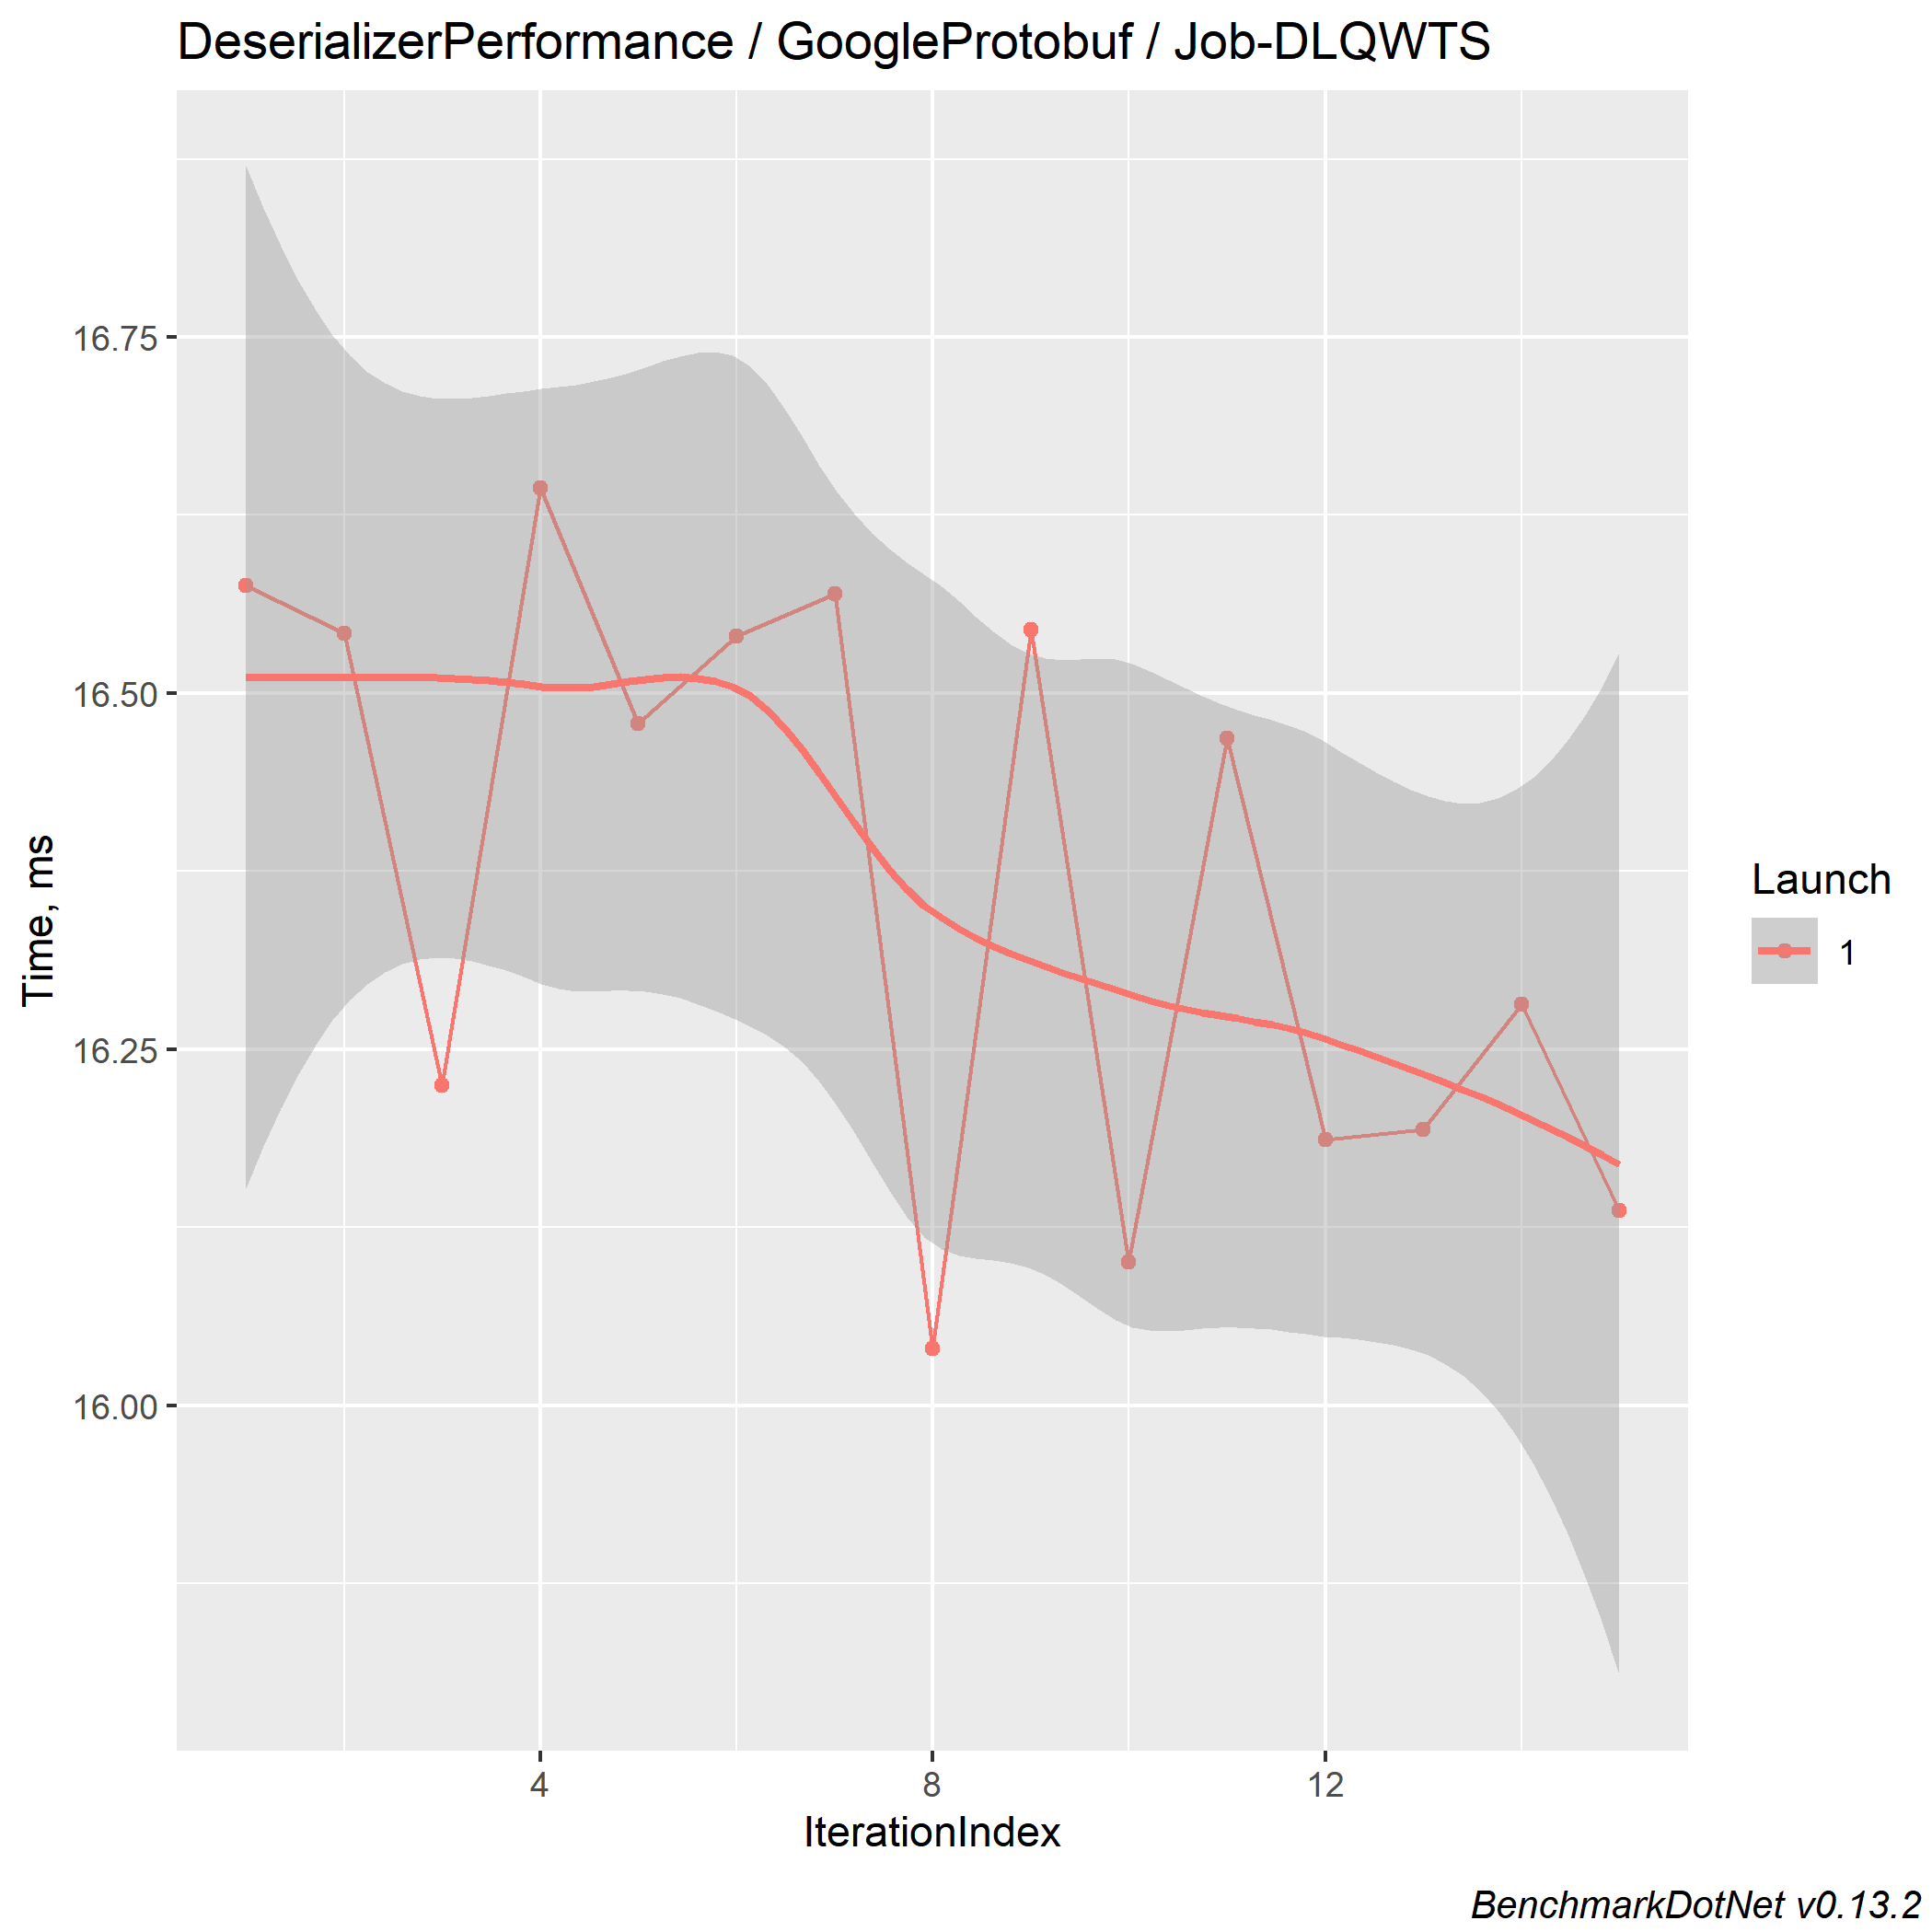 DeserializerPerformance / GoogleProtobuf / Job-DLQWTS
Time, ms
16.75
16.50
16.25
16.00
4
8
12
IterationIndex
Launch
1
BenchmarkDotNet v0.13.2